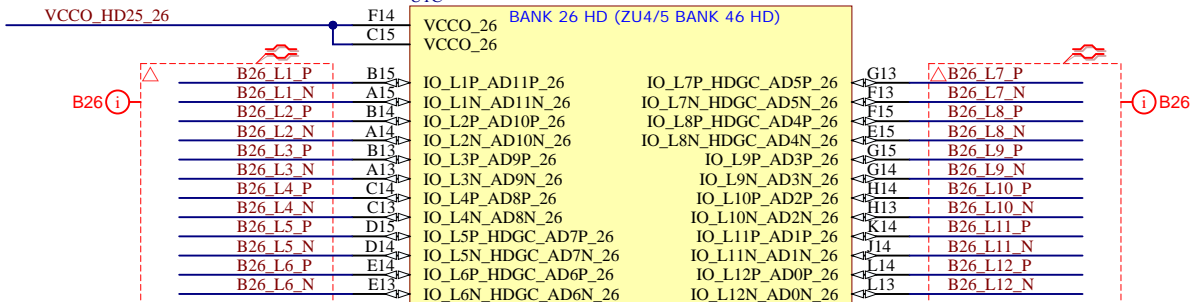 VCCO_HD25_26
F14
C15
VCCO_26
VCCO_26
BANK 26 HD (ZU4/5 BANK 46 HD)
B26
i
B26_L1_P B15 IO_L1P_AD11P_26
B26_L1_N A15 IO_L1N_AD11N_26
B26_L2_P B14 IO_L2P_AD10P_26
B26_L2_N A14 IO_L2N_AD10N_26
B26_L3_P B13 IO_L3P_AD9P_26
B26_L3_N A13 IO_L3N_AD9N_26
B26_L4_P C14 IO_L4P_AD8P_26
B26_L4_N C13 IO_L4N_AD8N_26
B26_L5_P D15 IO_L5P_HDGC_AD7P_26
B26_L5_N D14 IO_L5N_HDGC_AD7N_26
B26_L6_P E14 IO_L6P_HDGC_AD6P_26
B26_L6_N E13 IO_L6N_HDGC_AD6N_26
IO_L7P_HDGC_AD5P_26 G13 B26_L7_P
IO_L7N_HDGC_AD5N_26 F13 B26_L7_N
IO_L8P_HDGC_AD4P_26 F15 B26_L8_P
IO_L8N_HDGC_AD4N_26 E15 B26_L8_N
IO_L9P_AD3P_26 G15 B26_L9_P
IO_L9N_AD3N_26 G14 B26_L9_N
IO_L10P_AD2P_26 H14 B26_L10_P
IO_L10N_AD2N_26 H13 B26_L10_N
IO_L11P_AD1P_26 K14 B26_L11_P
IO_L11N_AD1N_26 J14 B26_L11_N
IO_L12P_AD0P_26 L14 B26_L12_P
IO_L12N_AD0N_26 L13 B26_L12_N
i
B26